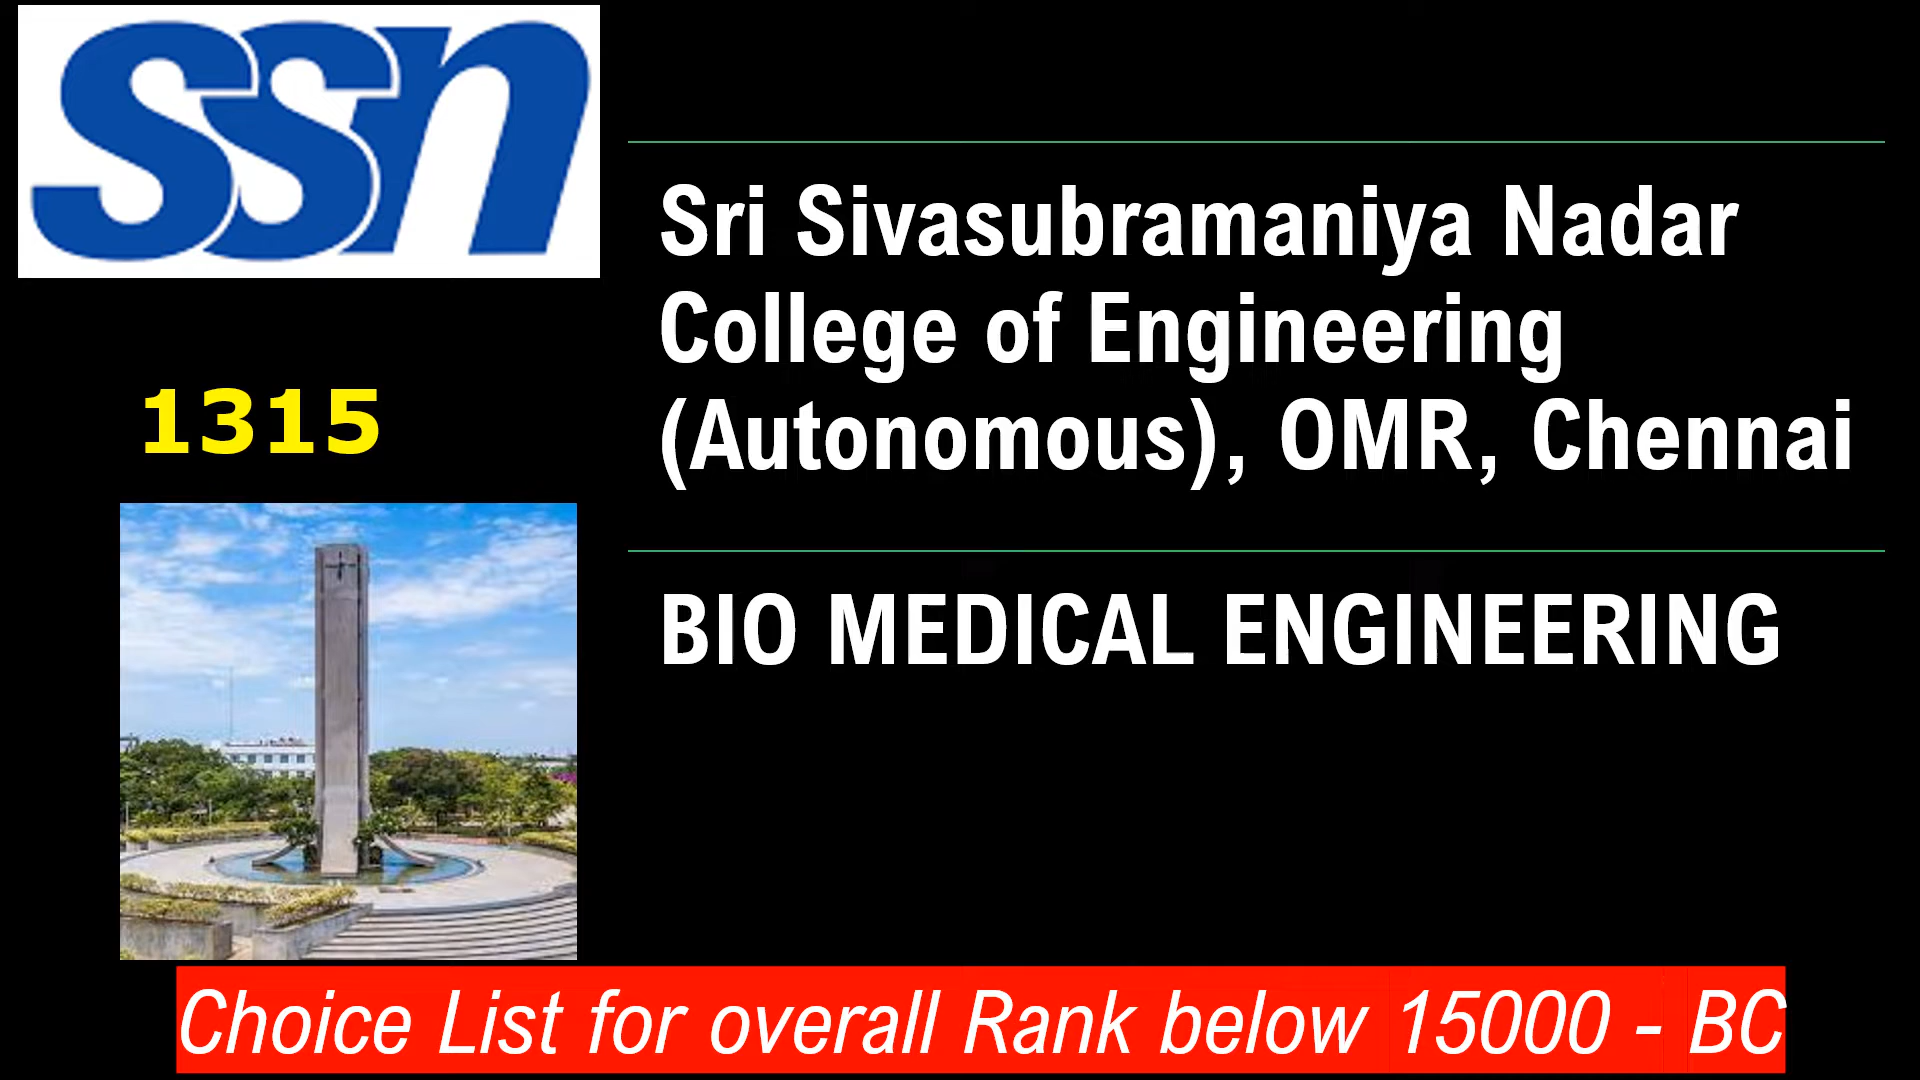 ssn
Sri Sivasubramaniya Nadar
College of Engineering
(Autonomous), OMR, Chennai
1315
BIO MEDICAL ENGINEERING
Choice List for overall Rank below 15000 - BC